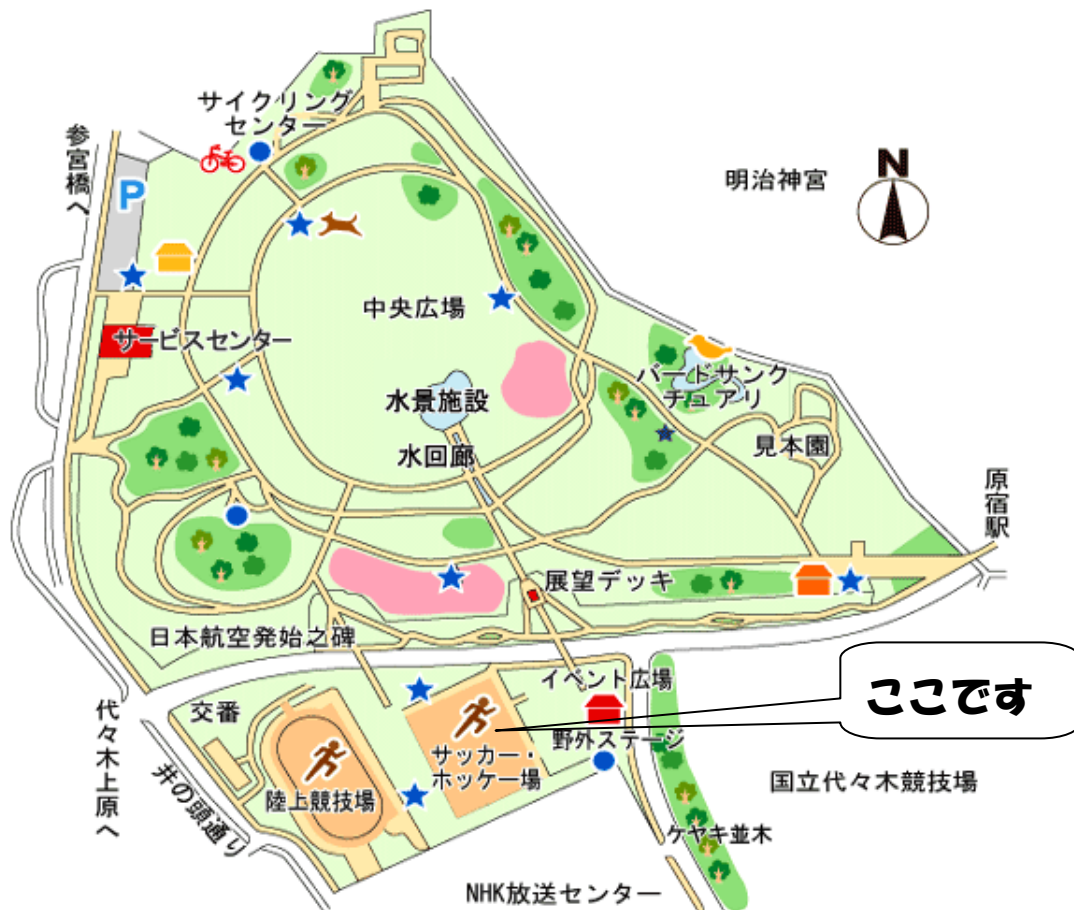 サイクリング
センター
参宮橋へ
P
明治神宮
N
中央広場
サービスセンター
バードサンク
チュアリ
水景施設
水回廊
見本園
原宿駅
展望デッキ
日本航空発始之碑
イベント広場
ここです
代々木上原へ
交番
井の頭通り
陸上競技場
サッカー・
ホッケー場
野外ステージ
国立代々木競技場
ケヤキ並木
NHK放送センター